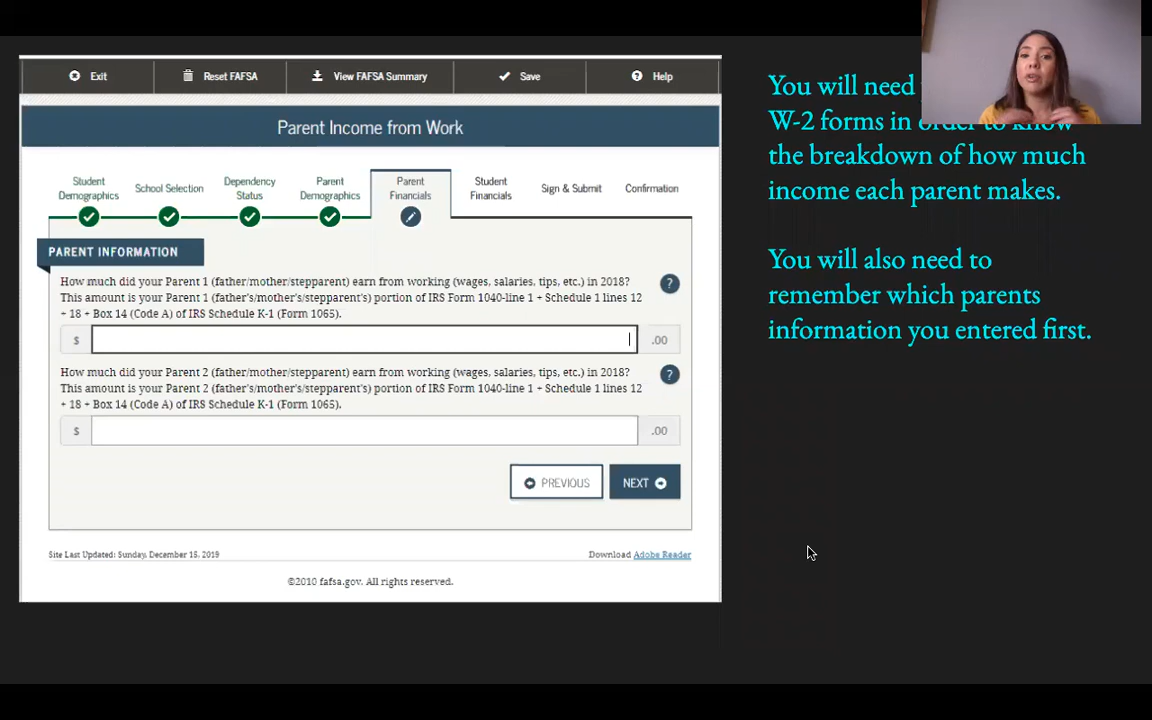 Exit
Reset FAFSA
View FAFSA Summary
Save
Help
Parent Income from Work
Student Demographics
School Selection
Dependency Status
Parent Demographics
Parent Financials
Student Financials
Sign & Submit
Confirmation
PARENT INFORMATION
How much did your Parent 1 (father/mother/stepparent) earn from working (wages, salaries, tips, etc.) in 2018?
This amount is your Parent 1 (father's/mother's/stepparent's) portion of IRS Form 1040-line 1 + Schedule 1 lines 12
+ 18 + Box 14 (Code A) of IRS Schedule K-1 (Form 1065).
?
$ .00
How much did your Parent 2 (father/mother/stepparent) earn from working (wages, salaries, tips, etc.) in 2018?
This amount is your Parent 2 (father's/mother's/stepparent's) portion of IRS Form 1040-line 1 + Schedule 1 lines 12
+ 18 + Box 14 (Code A) of IRS Schedule K-1 (Form 1065).
?
$ .00
PREVIOUS
NEXT
Site Last Updated: Sunday, December 15, 2019
Download Adobe Reader
©2010 fafsa.gov. All rights reserved.
You will need
W-2 forms in order to know
the breakdown of how much
income each parent makes.
You will also need to
remember which parents
information you entered first.